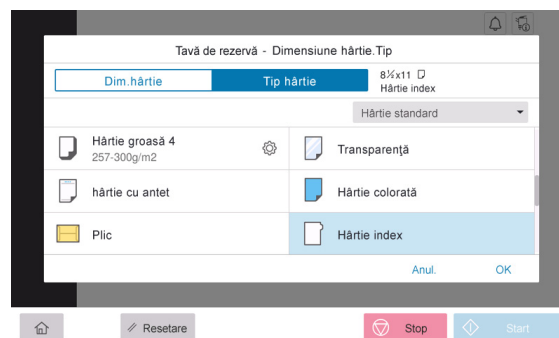 Tavă de rezervă - Dimensiune hârtie.Tip
Dim.hârtie
Tip hârtie
8½x11
Hârtie index
Hârtie standard
Hârtie groasă 4
257-300g/m2
Transparenţă
hârtie cu antet
Hârtie colorată
Plic
Hârtie index
Anul.
OK
Resetare
Stop
Start